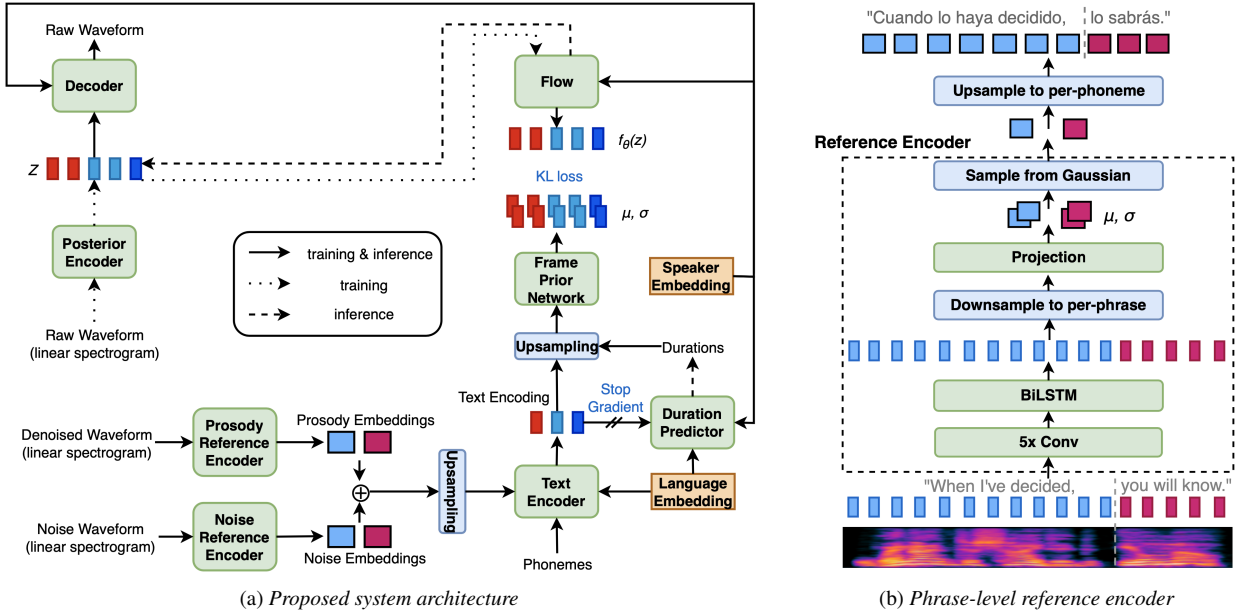 Raw Waveform
Decoder
z
Posterior
Encoder
Raw Waveform
(linear spectrogram)
Flow
fθ(z)
KL loss
μ, σ
Frame
Prior
Network
Speaker
Embedding
training & inference
training
inference
Upsampling
Durations
Text Encoding
Stop
Gradient
Duration
Predictor
Denoised Waveform
(linear spectrogram)
Prosody
Reference
Encoder
Prosody Embeddings
Upsampling
Text
Encoder
Language
Embedding
Noise Waveform
(linear spectrogram)
Noise
Reference
Encoder
Noise Embeddings
Phonemes
(a) Proposed system architecture
"Cuando lo haya decidido, lo sabrás."
Upsample to per-phoneme
Reference Encoder
Sample from Gaussian
μ, σ
Projection
Downsample to per-phrase
BiLSTM
5x Conv
"When I've decided, you will know."
(b) Phrase-level reference encoder